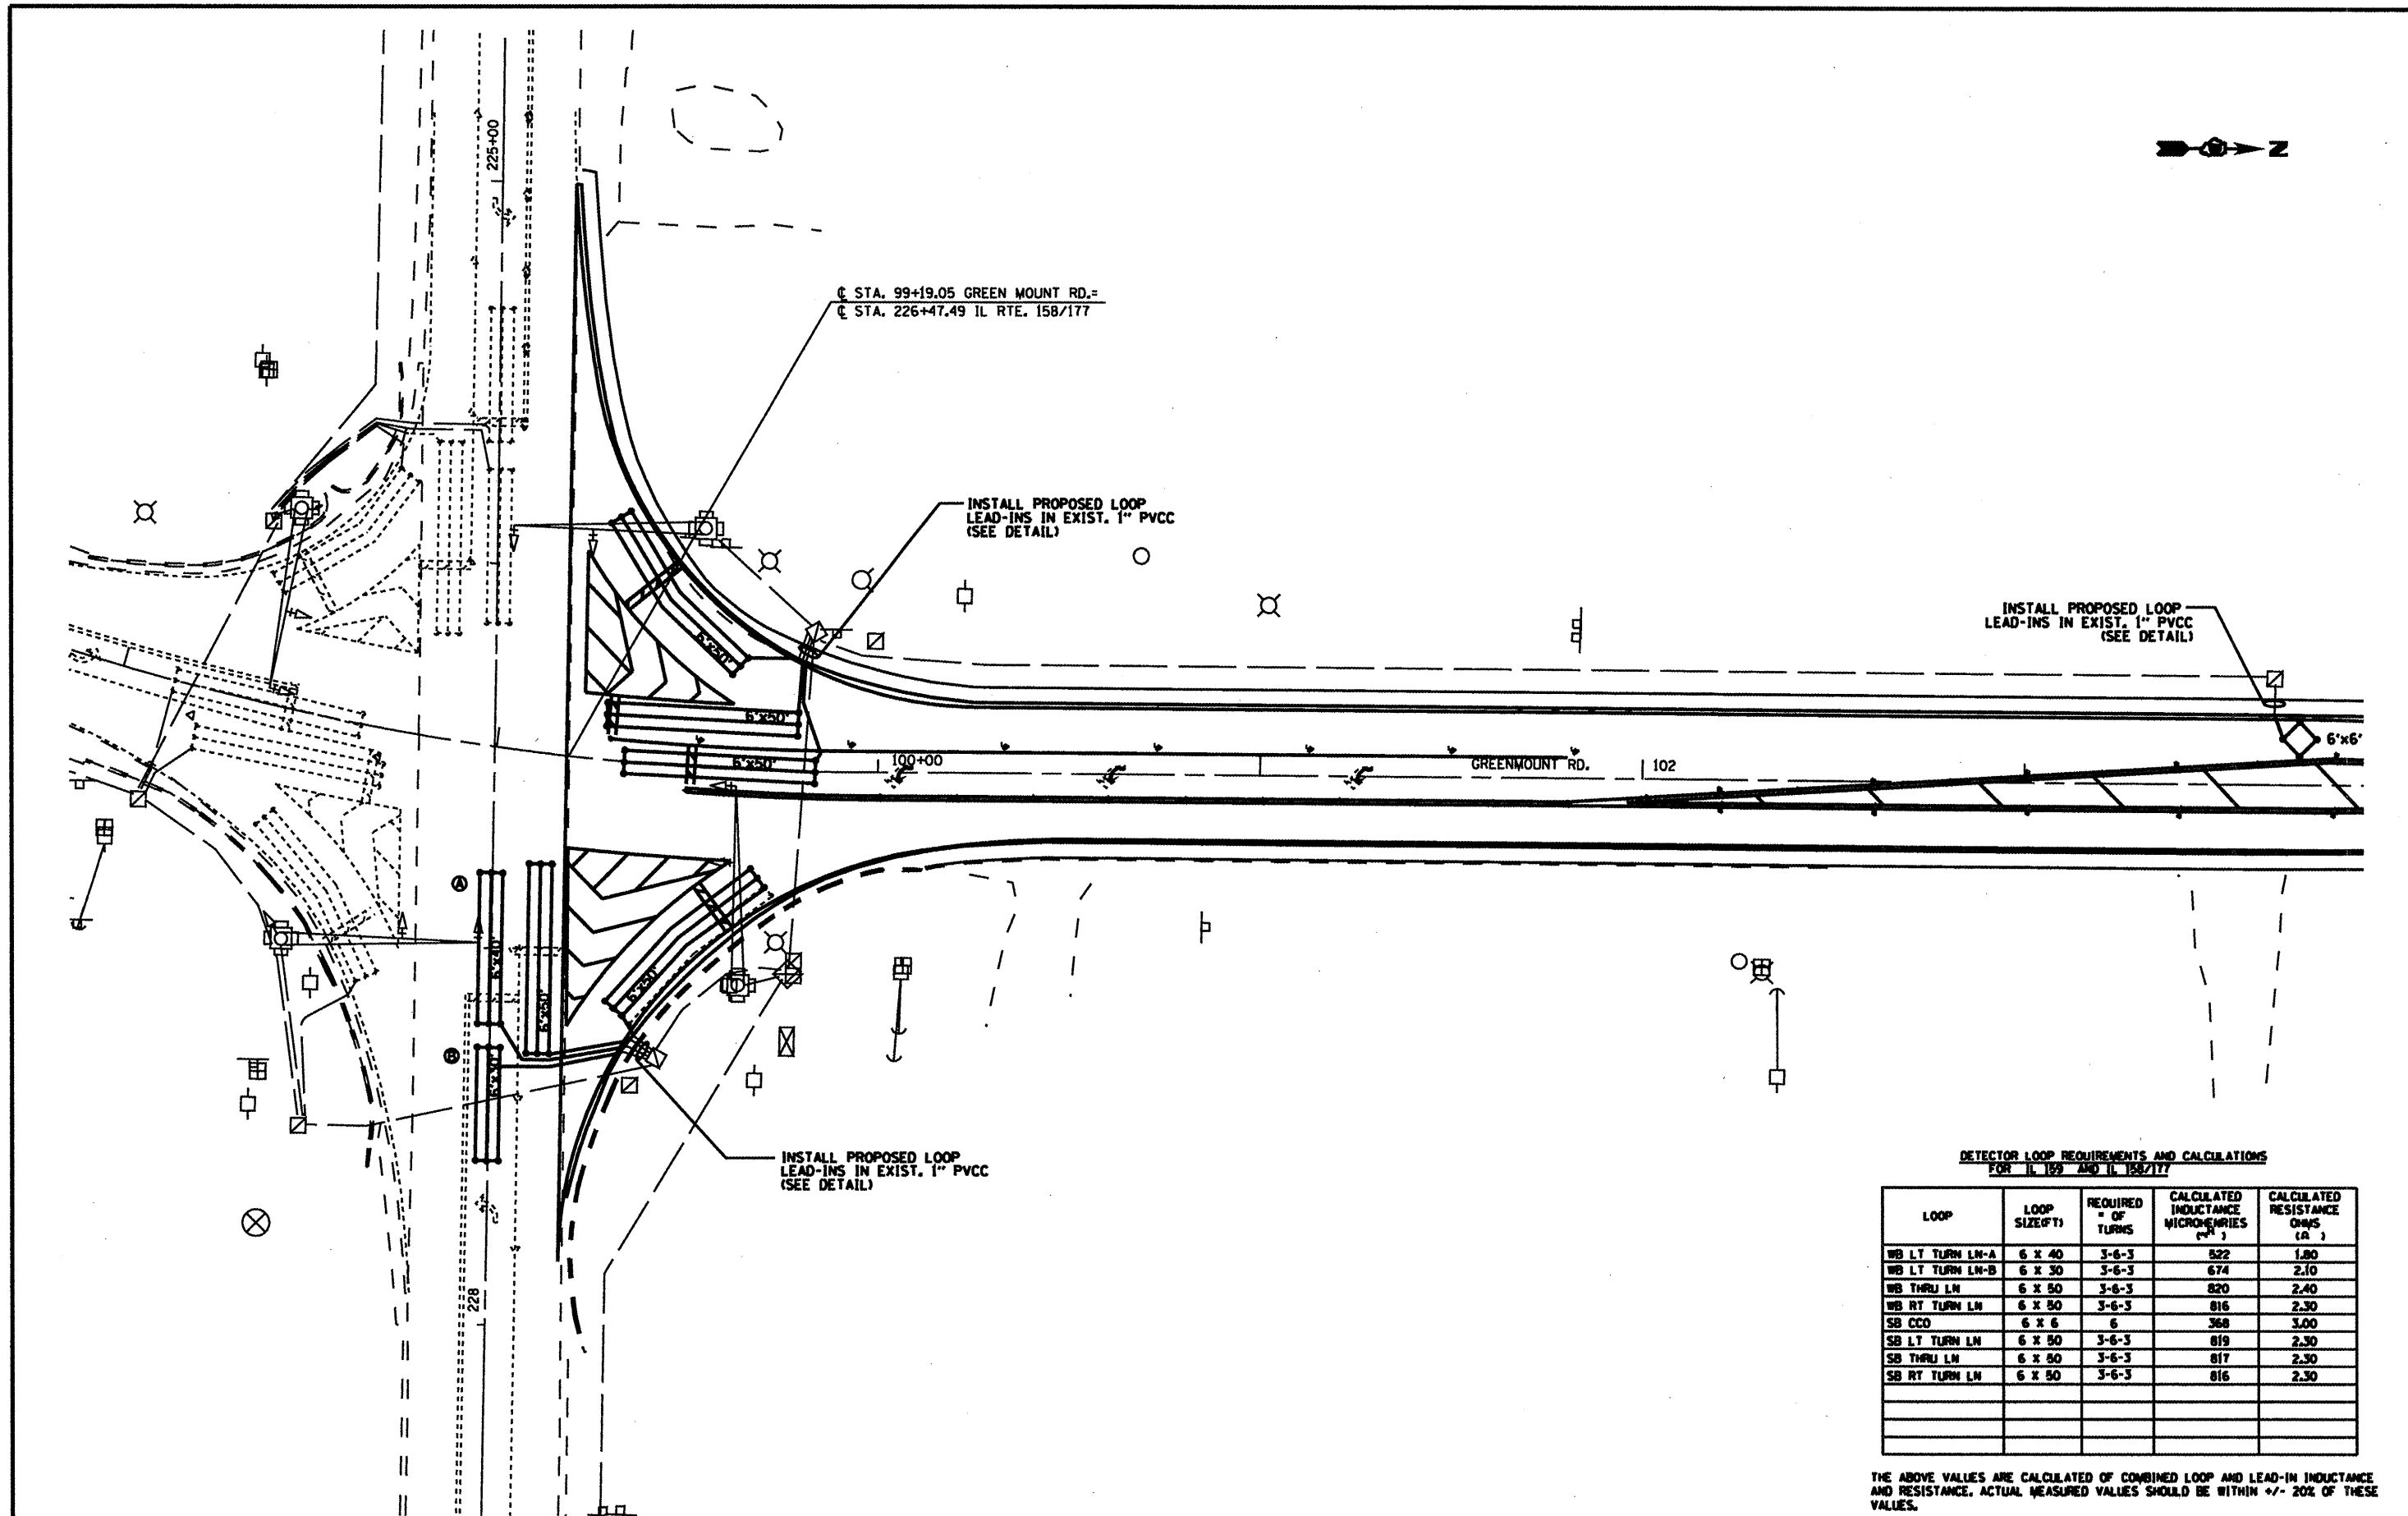 225+00
N
℄ STA. 99+19.05 GREEN MOUNT RD.=
℄ STA. 226+47.49 IL RTE. 158/177
INSTALL PROPOSED LOOP
LEAD-INS IN EXIST. 1" PVCC
(SEE DETAIL)
INSTALL PROPOSED LOOP
LEAD-INS IN EXIST. 1" PVCC
(SEE DETAIL)
6'x50'
6'x50'
6'x50'
100+00
GREENMOUNT RD.
102
6'x6'
A
6'x40'
6'x50'
6'x50'
B
6'x30'
INSTALL PROPOSED LOOP
LEAD-INS IN EXIST. 1" PVCC
(SEE DETAIL)
228
DETECTOR LOOP REQUIREMENTS AND CALCULATIONS
FOR IL 159 AND IL 158/177
LOOP
LOOP SIZE(FT)
REQUIRED # OF TURNS
CALCULATED INDUCTANCE MICROHENRIES
CALCULATED RESISTANCE OHMS (Ω)
WB LT TURN LN-A 6 X 40 3-6-3 522 1.80
WB LT TURN LN-B 6 X 30 3-6-3 674 2.10
WB THRU LN 6 X 50 3-6-3 820 2.40
WB RT TURN LN 6 X 50 3-6-3 816 2.30
SB CCO 6 X 6 6 368 3.00
SB LT TURN LN 6 X 50 3-6-3 819 2.30
SB THRU LN 6 X 50 3-6-3 817 2.30
SB RT TURN LN 6 X 50 3-6-3 816 2.30
THE ABOVE VALUES ARE CALCULATED OF COMBINED LOOP AND LEAD-IN INDUCTANCE
AND RESISTANCE. ACTUAL MEASURED VALUES SHOULD BE WITHIN +/- 20% OF THESE
VALUES.